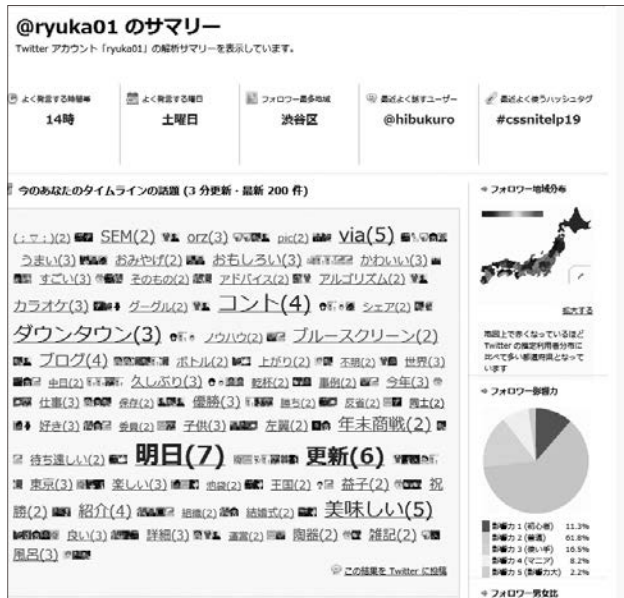 @ryuka01 のサマリー
Twitter アカウント「ryuka01」の解析サマリーを表示しています。
よく発言する時間帯
14時
よく発言する曜日
土曜日
フォロワー最多地域
渋谷区
最近よく話すユーザー
@hibukuro
最近よく使うハッシュタグ
#cssnitelp19
今のあなたのタイムラインの話題 (3 分更新・最新 200 件)
(；▽；)(2) SEM(2) orz(3) pic(2) via(5)
うまい(3) おみやげ(2) おもしろい(3) かわいい(3)
すごい(3) そのもの(2) アドバイス(2) アルゴリズム(2)
カラオケ(3) グーグル(2) コント(4) シェア(2)
ダウンタウン(3) ノウハウ(2) ブルースクリーン(2)
ブログ(4) ボトル(2) 上がり(2) 不明(2) 世界(3)
中日(2) 久しぶり(3) 乾杯(2) 事例(2) 今年(3)
仕事(3) 保存(2) 優勝(3) 勝ち(2) 反省(2) 同士(2)
好き(3) 委員(2) 子供(3) 左翼(2) 年末商戦(2)
待ち遠しい(2) 明日(7) 更新(6)
東京(3) 楽しい(3) 池袋(2) 王国(2) 益子(2) 祝
勝(2) 紹介(4) 組織(2) 結婚式(2) 美味しい(5)
良い(3) 詳細(3) 運営(2) 陶器(2) 雑記(2)
風呂(3)
この結果を Twitter に投稿
フォロワー地域分布
拡大する
地図上で赤くなっているほど
Twitter の推定利用者分布に
比べて多い都道府県となって
います
フォロワー影響力
影響力 1 (初心者) 11.3%
影響力 2 (普通) 61.8%
影響力 3 (使い手) 16.5%
影響力 4 (マニア) 8.2%
影響力 5 (影響力大) 2.2%
フォロワー男女比